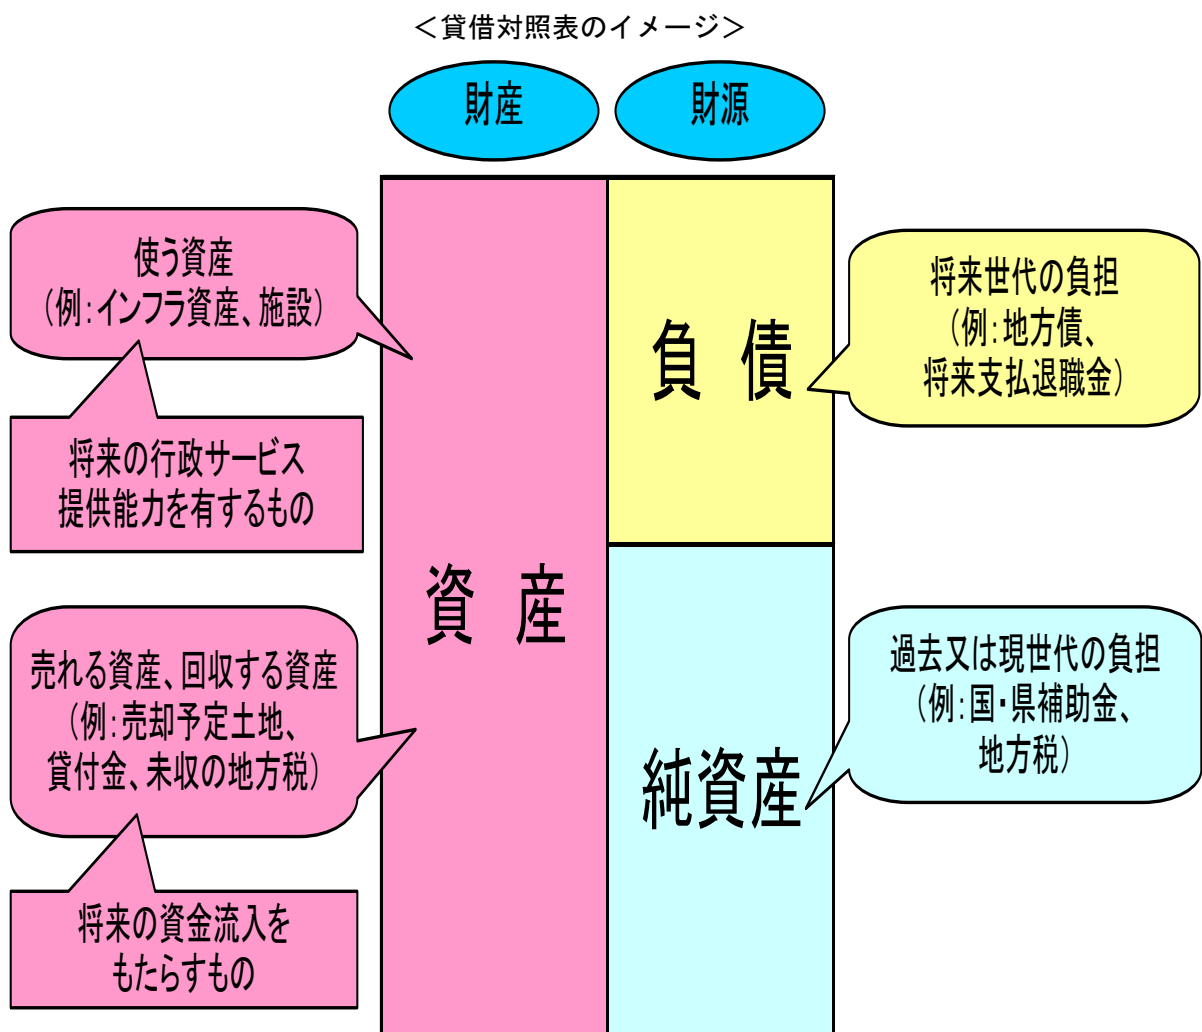 ＜貸借対照表のイメージ＞
財産
財源
使う資産
（例：インフラ資産、施設）
将来の行政サービス
提供能力を有するもの
売れる資産、回収する資産
（例：売却予定土地、
貸付金、未収の地方税）
将来の資金流入を
もたらすもの
資　産
負　債
純資産
将来世代の負担
（例：地方債、
将来支払退職金）
過去又は現世代の負担
（例：国・県補助金、
地方税）